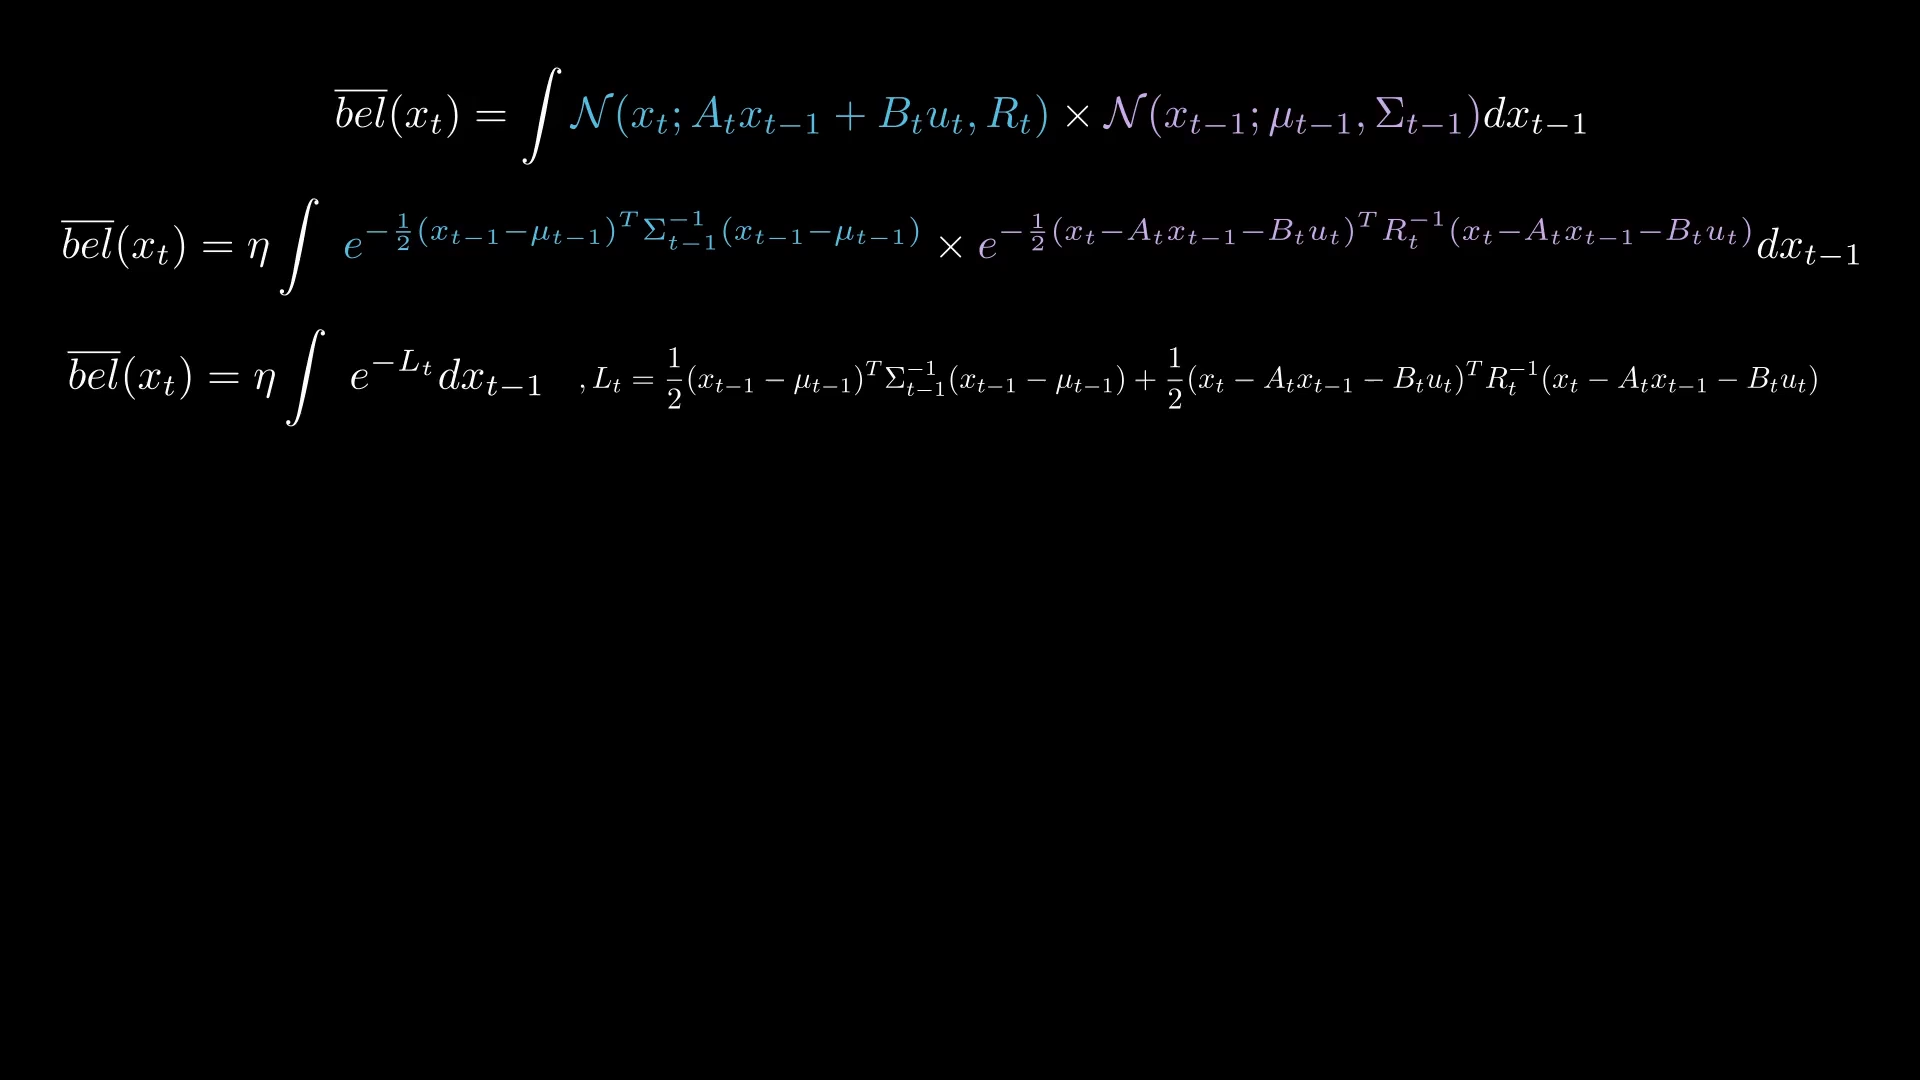 $\overline{bel}(x_t) = \int \mathcal{N}(x_t; A_t x_{t-1} + B_t u_t, R_t) \times \mathcal{N}(x_{t-1}; \mu_{t-1}, \Sigma_{t-1}) dx_{t-1}$
$\overline{bel}(x_t) = \eta \int e^{-\frac{1}{2}(x_{t-1}-\mu_{t-1})^T \Sigma_{t-1}^{-1}(x_{t-1}-\mu_{t-1})} \times e^{-\frac{1}{2}(x_t-A_t x_{t-1}-B_t u_t)^T R_t^{-1}(x_t-A_t x_{t-1}-B_t u_t)} dx_{t-1}$
$\overline{bel}(x_t) = \eta \int e^{-L_t} dx_{t-1} \quad , L_t = \frac{1}{2}(x_{t-1} - \mu_{t-1})^T \Sigma_{t-1}^{-1}(x_{t-1} - \mu_{t-1}) + \frac{1}{2}(x_t - A_t x_{t-1} - B_t u_t)^T R_t^{-1}(x_t - A_t x_{t-1} - B_t u_t)$